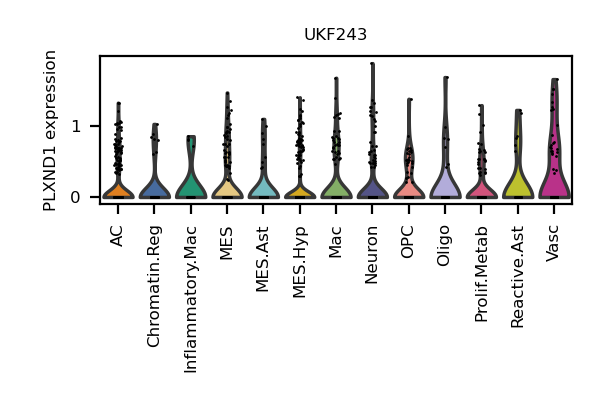 UKF243
PLXND1 expression
1
0
AC
Chromatin.Reg
Inflammatory.Mac
MES
MES.Ast
MES.Hyp
Mac
Neuron
OPC
Oligo
Prolif.Metab
Reactive.Ast
Vasc